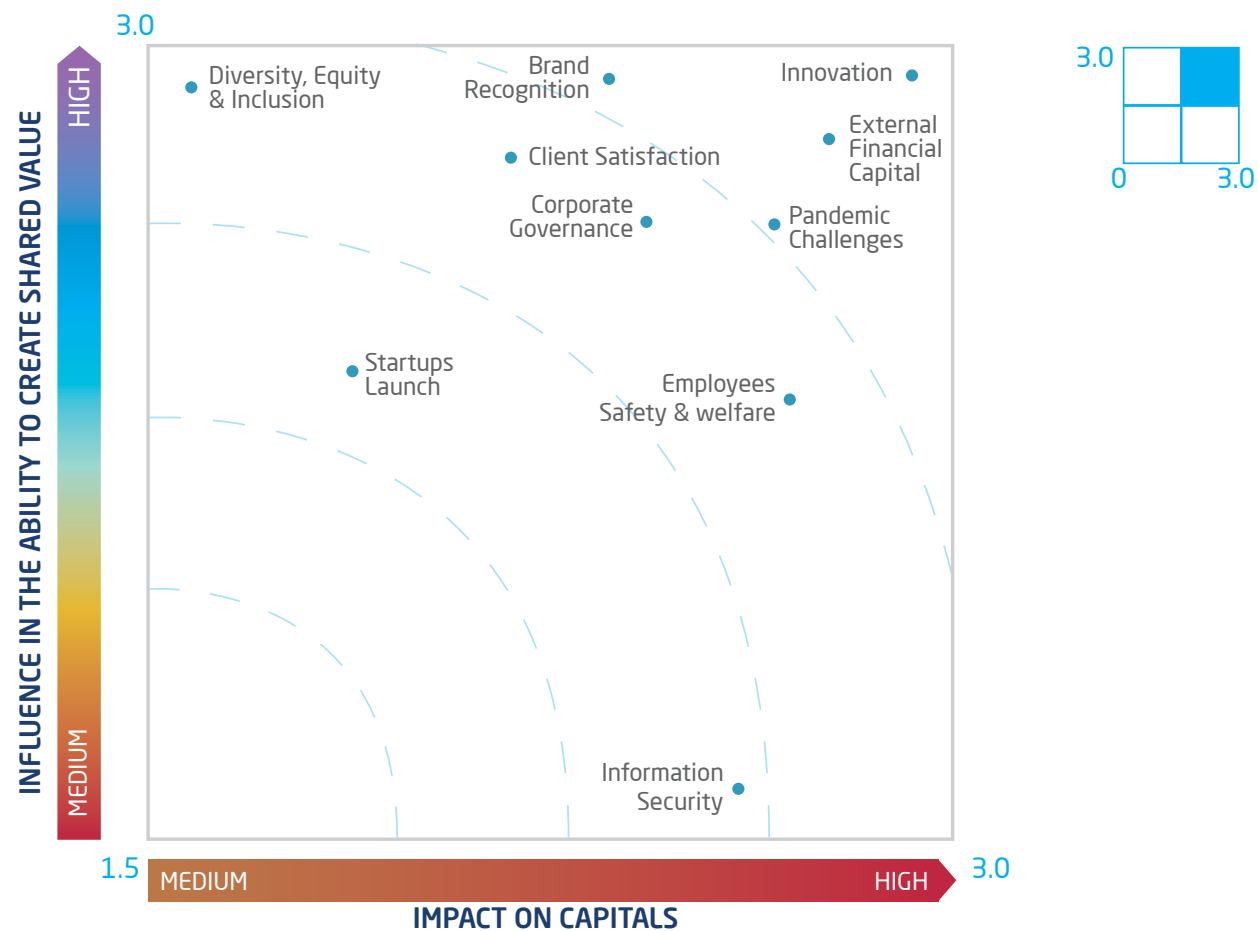 3.0
HIGH
INFLUENCE IN THE ABILITY TO CREATE SHARED VALUE
MEDIUM
Diversity, Equity
& Inclusion
Brand
Recognition
Innovation
External
Financial
Capital
Client Satisfaction
Corporate
Governance
Pandemic
Challenges
Startups
Launch
Employees
Safety & welfare
Information
Security
1.5
MEDIUM
HIGH
3.0
IMPACT ON CAPITALS
3.0
0
3.0